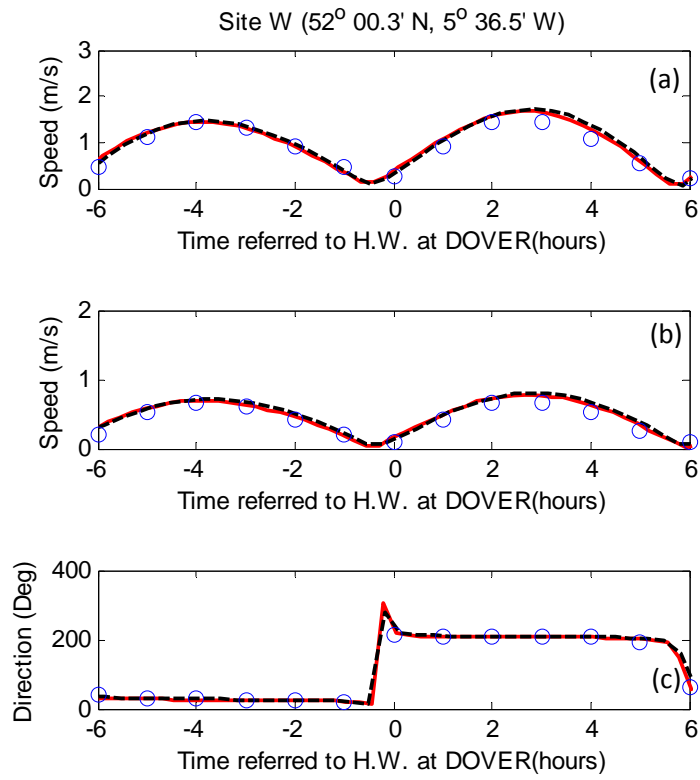 Site W (52° 00.3' N, 5° 36.5' W)
(a)
Speed (m/s)
3
2
1
0
-6 -4 -2 0 2 4 6
Time referred to H.W. at DOVER(hours)
(b)
Speed (m/s)
2
1
0
-6 -4 -2 0 2 4 6
Time referred to H.W. at DOVER(hours)
Direction (Deg)
400
200
0
(c)
-6 -4 -2 0 2 4 6
Time referred to H.W. at DOVER(hours)